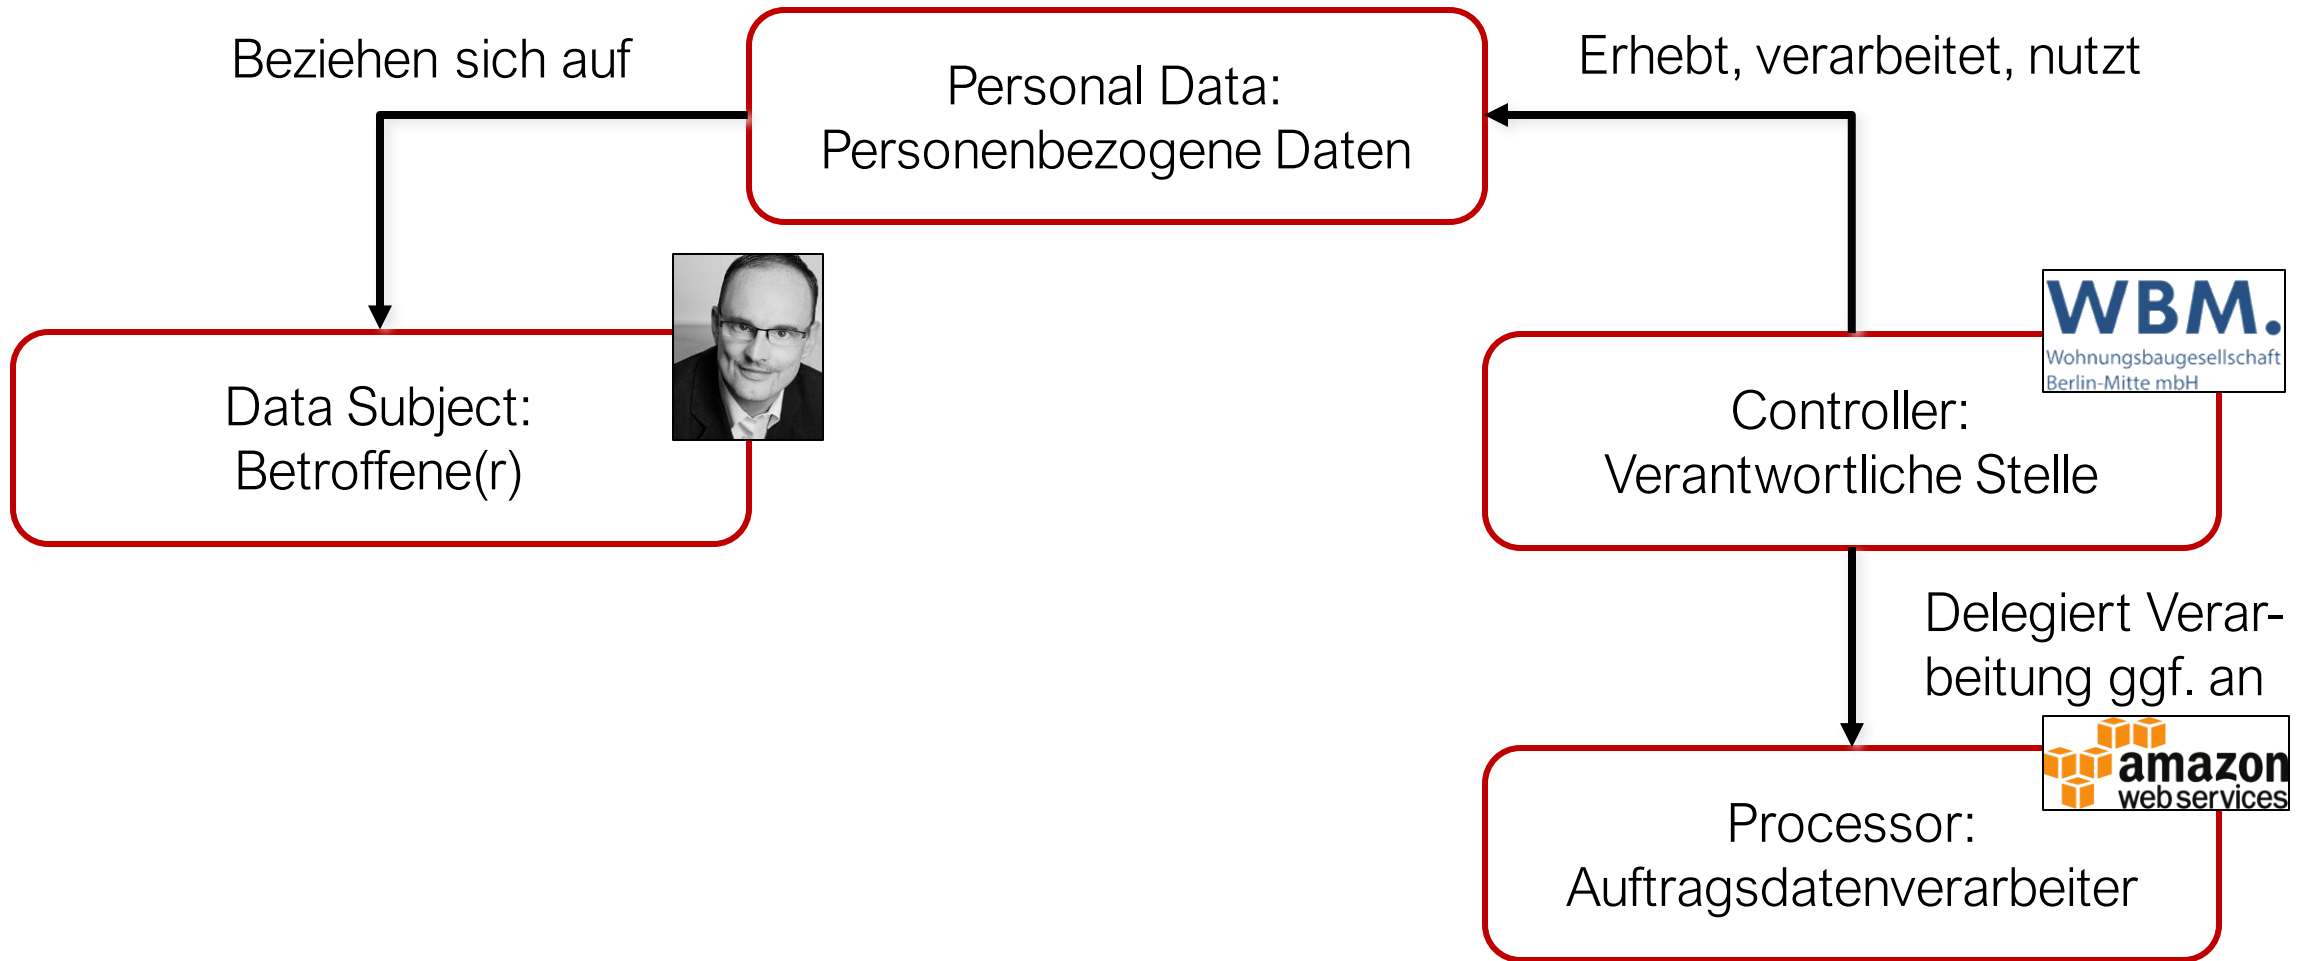 Beziehen sich auf
Personal Data:
Personenbezogene Daten
Erhebt, verarbeitet, nutzt
Data Subject:
Betroffene(r)
WBM.
Wohnungsbaugesellschaft
Berlin-Mitte mbH
Controller:
Verantwortliche Stelle
Delegiert Verar-
beitung ggf. an
amazon
web services
Processor:
Auftragsdatenverarbeiter